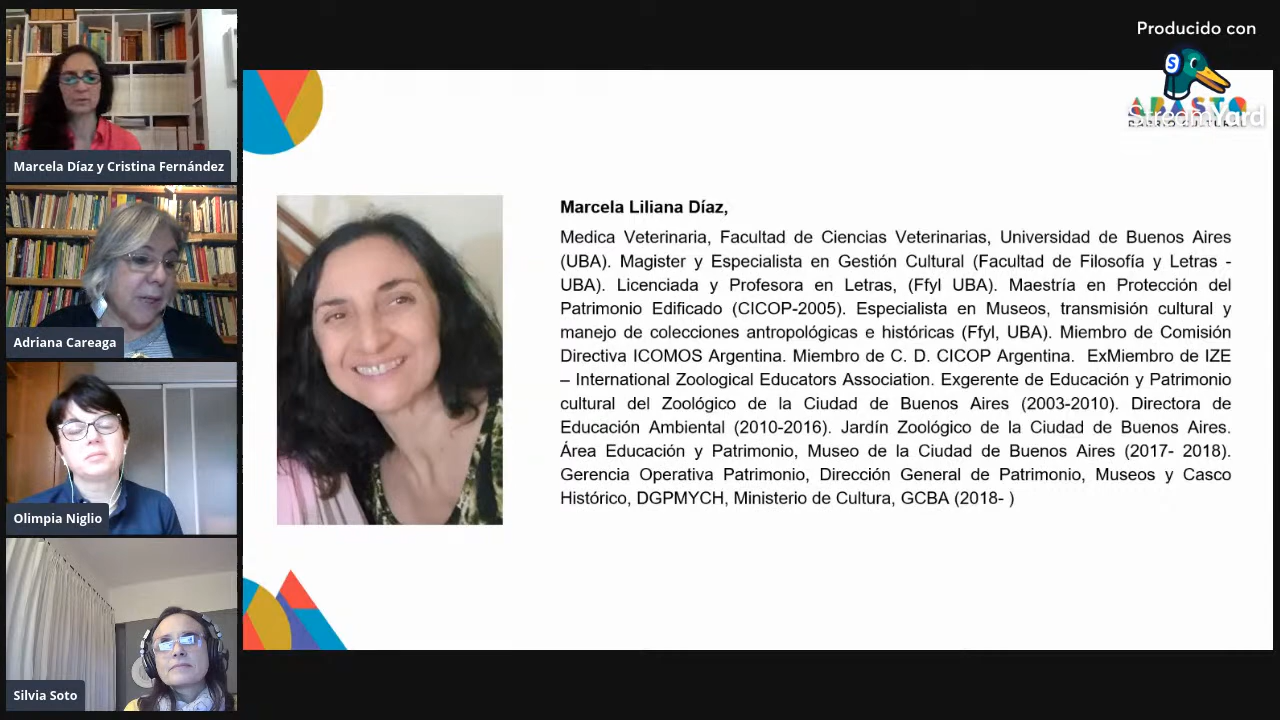 Producido con
S
ABASTO
BARRIO CULTURAL
StreamYard
Marcela Díaz y Cristina Fernández
Adriana Careaga
Olimpia Niglio
Silvia Soto
Marcela Liliana Díaz,
Medica Veterinaria, Facultad de Ciencias Veterinarias, Universidad de Buenos Aires
(UBA). Magister y Especialista en Gestión Cultural (Facultad de Filosofía y Letras -
UBA). Licenciada y Profesora en Letras, (Ffyl UBA). Maestría en Protección del
Patrimonio Edificado (CICOP-2005). Especialista en Museos, transmisión cultural y
manejo de colecciones antropológicas e históricas (Ffyl, UBA). Miembro de Comisión
Directiva ICOMOS Argentina. Miembro de C. D. CICOP Argentina. ExMiembro de IZE
– International Zoological Educators Association. Exgerente de Educación y Patrimonio
cultural del Zoológico de la Ciudad de Buenos Aires (2003-2010). Directora de
Educación Ambiental (2010-2016). Jardín Zoológico de la Ciudad de Buenos Aires.
Área Educación y Patrimonio, Museo de la Ciudad de Buenos Aires (2017- 2018).
Gerencia Operativa Patrimonio, Dirección General de Patrimonio, Museos y Casco
Histórico, DGPMYCH, Ministerio de Cultura, GCBA (2018- )